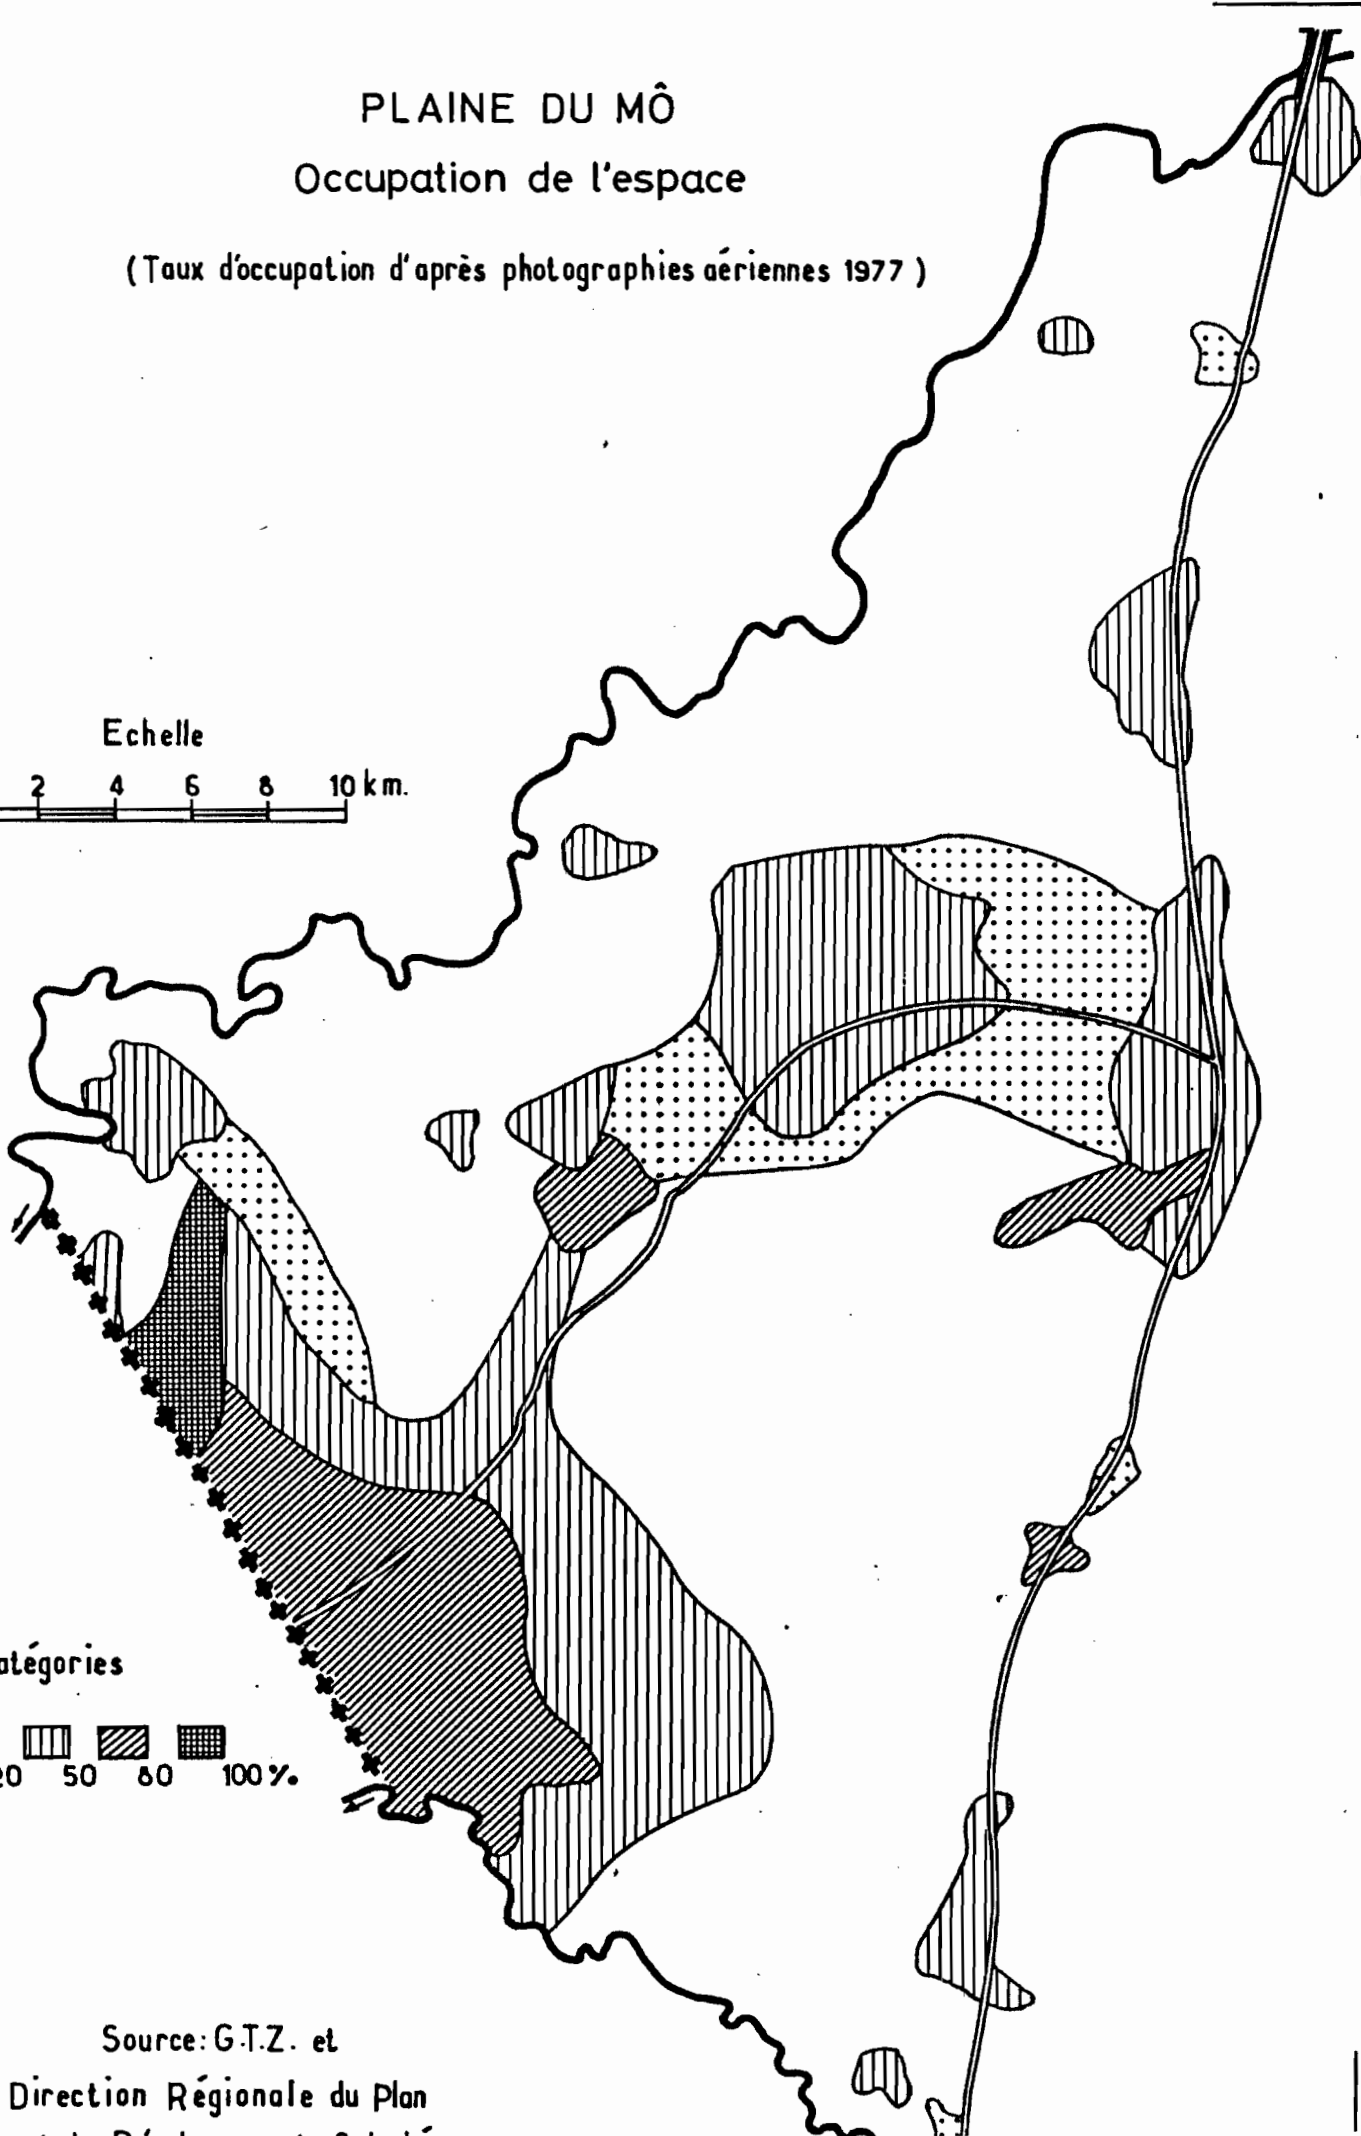 PLAINE DU MÔ
Occupation de l'espace
(Taux d'occupation d'après photographies aériennes 1977)
Echelle
2 4 6 8 10 km.
atégories
20 50 80 100%.
Source: G.T.Z. et
Direction Régionale du Plan